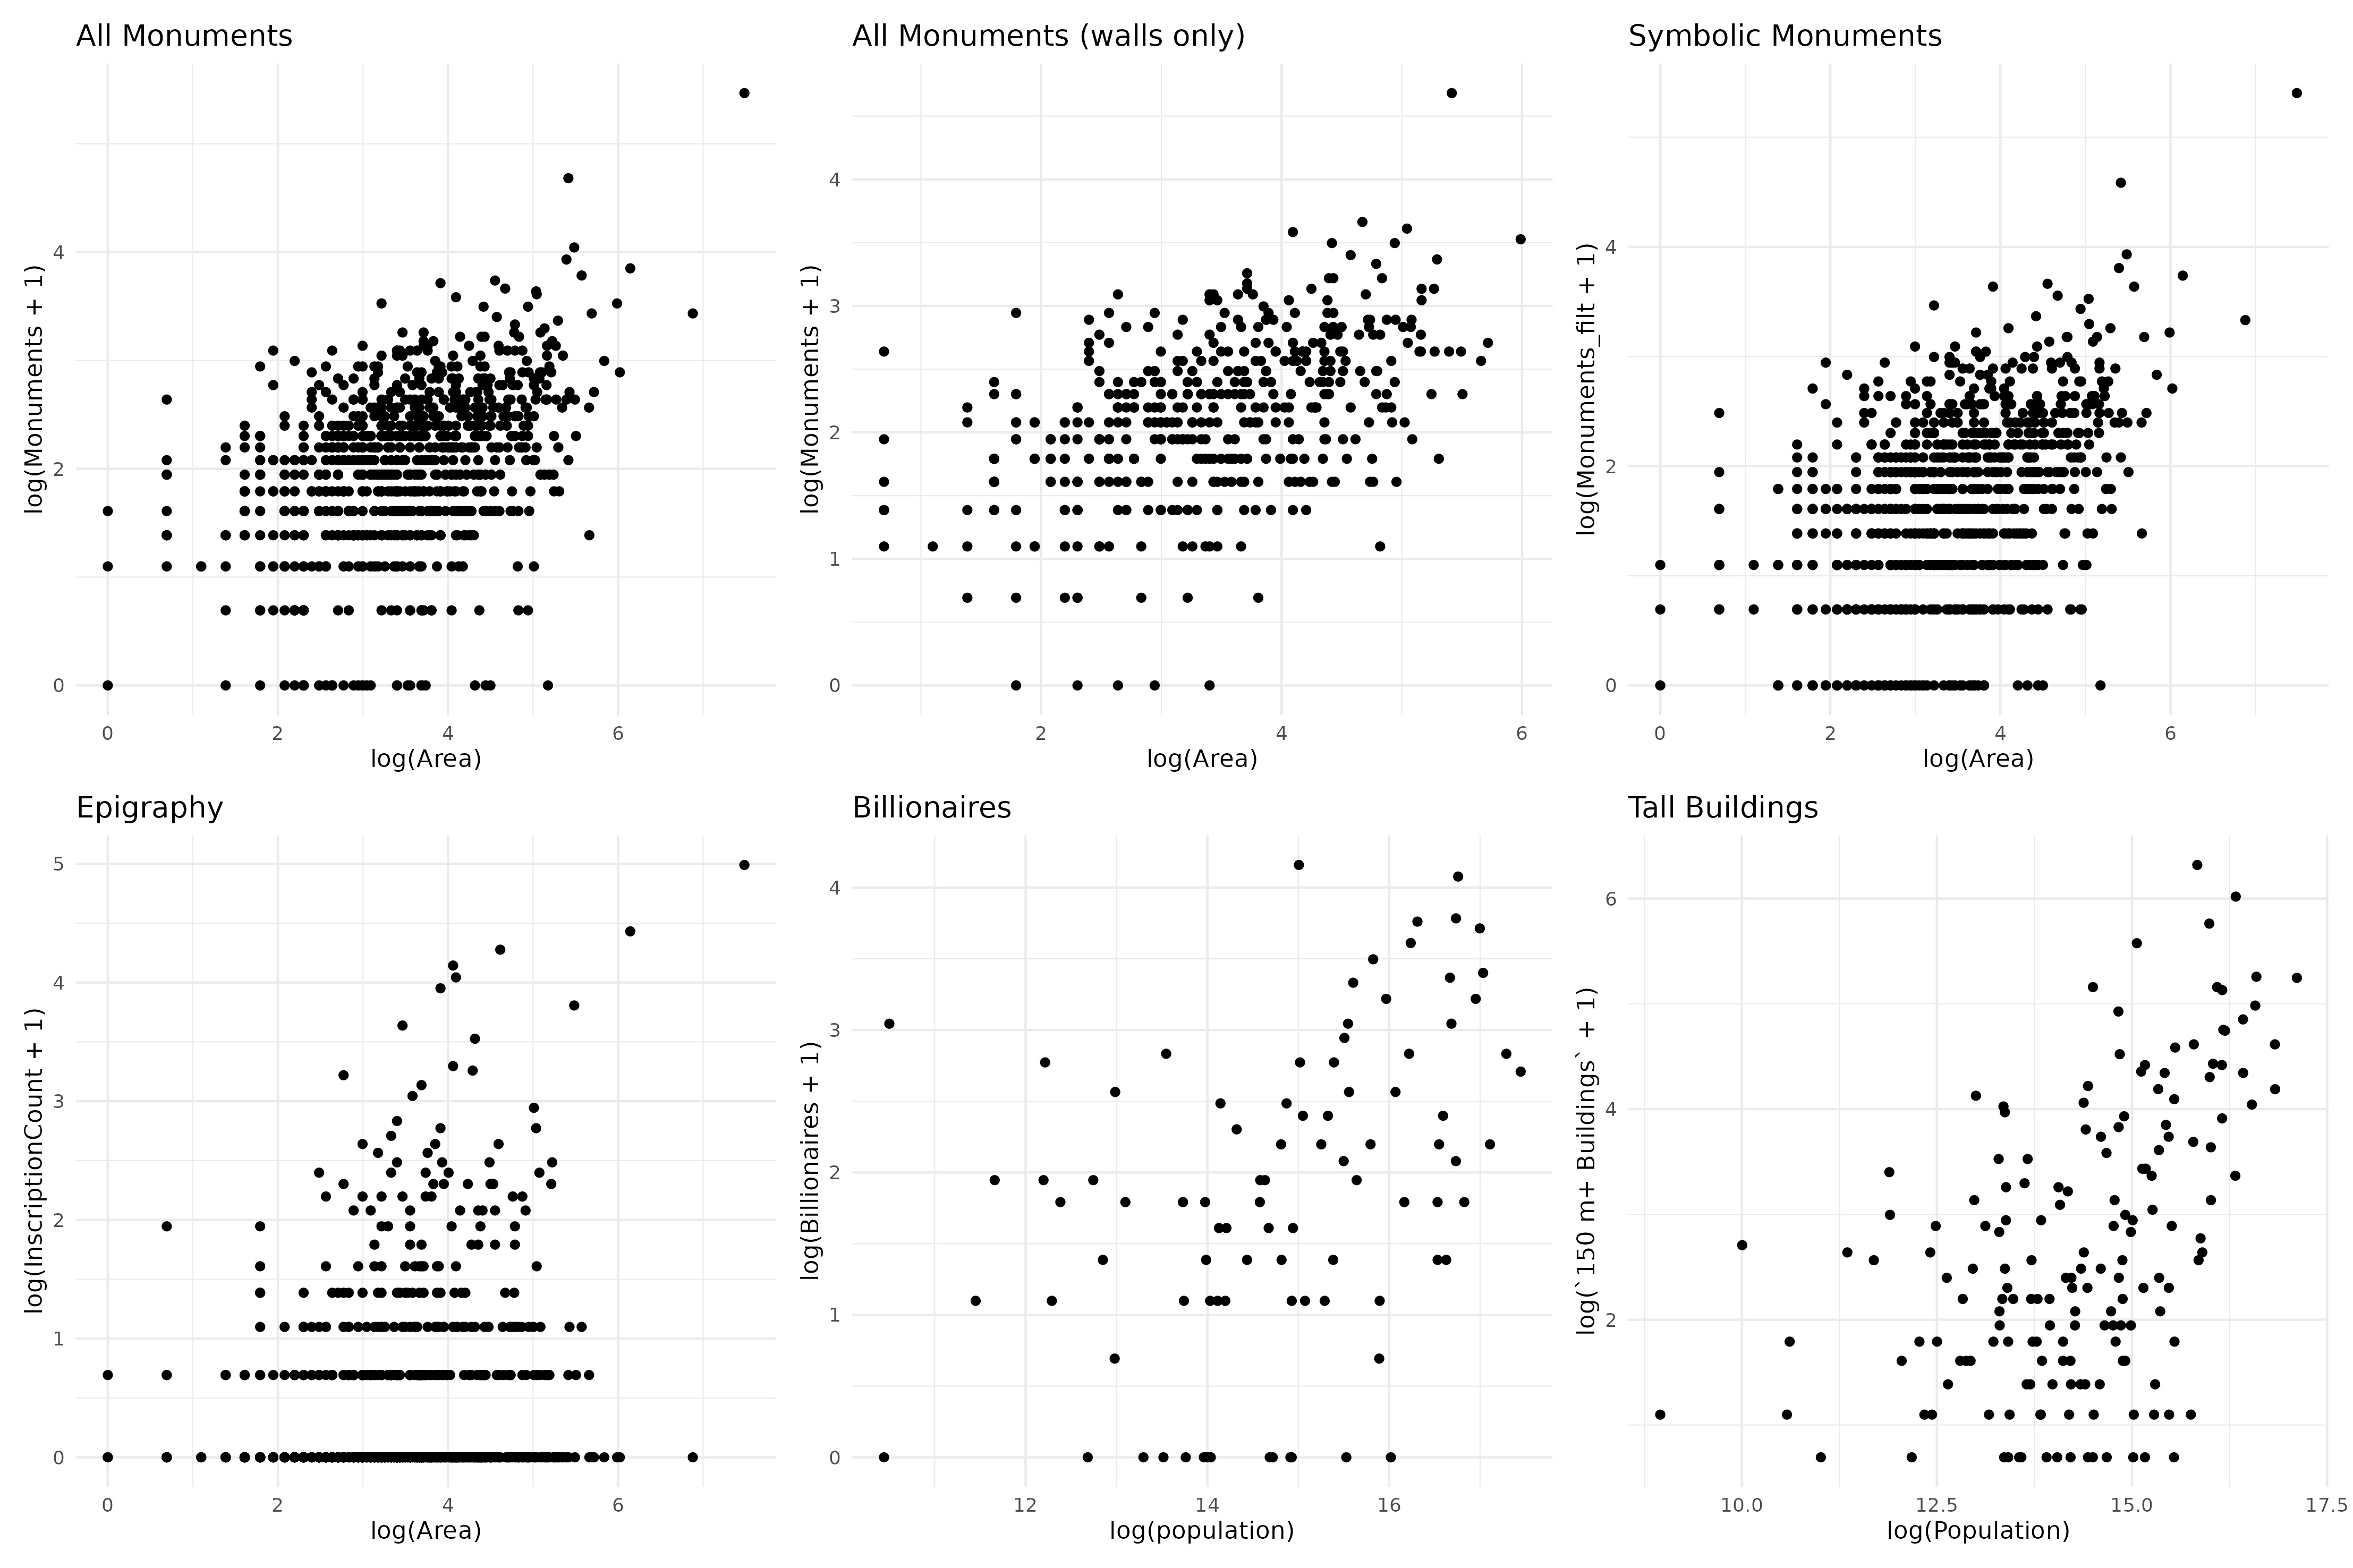 All Monuments
log(Monuments + 1)
4
2
0
0 2 4 6
log(Area)
All Monuments (walls only)
log(Monuments + 1)
4
3
2
1
0
2 4 6
log(Area)
Symbolic Monuments
log(Monuments_filt + 1)
4
2
0
0 2 4 6
log(Area)
Epigraphy
log(InscriptionCount + 1)
5
4
3
2
1
0
0 2 4 6
log(Area)
Billionaires
log(Billionaires + 1)
4
3
2
1
0
12 14 16
log(population)
Tall Buildings
log(`150 m+ Buildings` + 1)
6
4
2
10.0 12.5 15.0 17.5
log(Population)